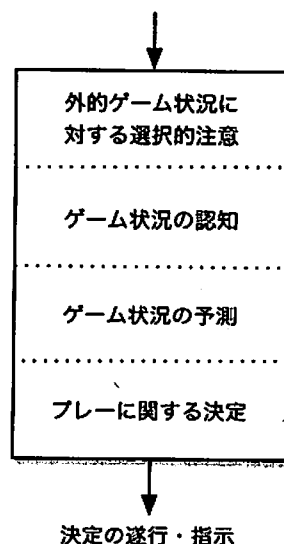 外的ゲーム状況に
対する選択的注意
ゲーム状況の認知
ゲーム状況の予測
プレーに関する決定
決定の遂行・指示